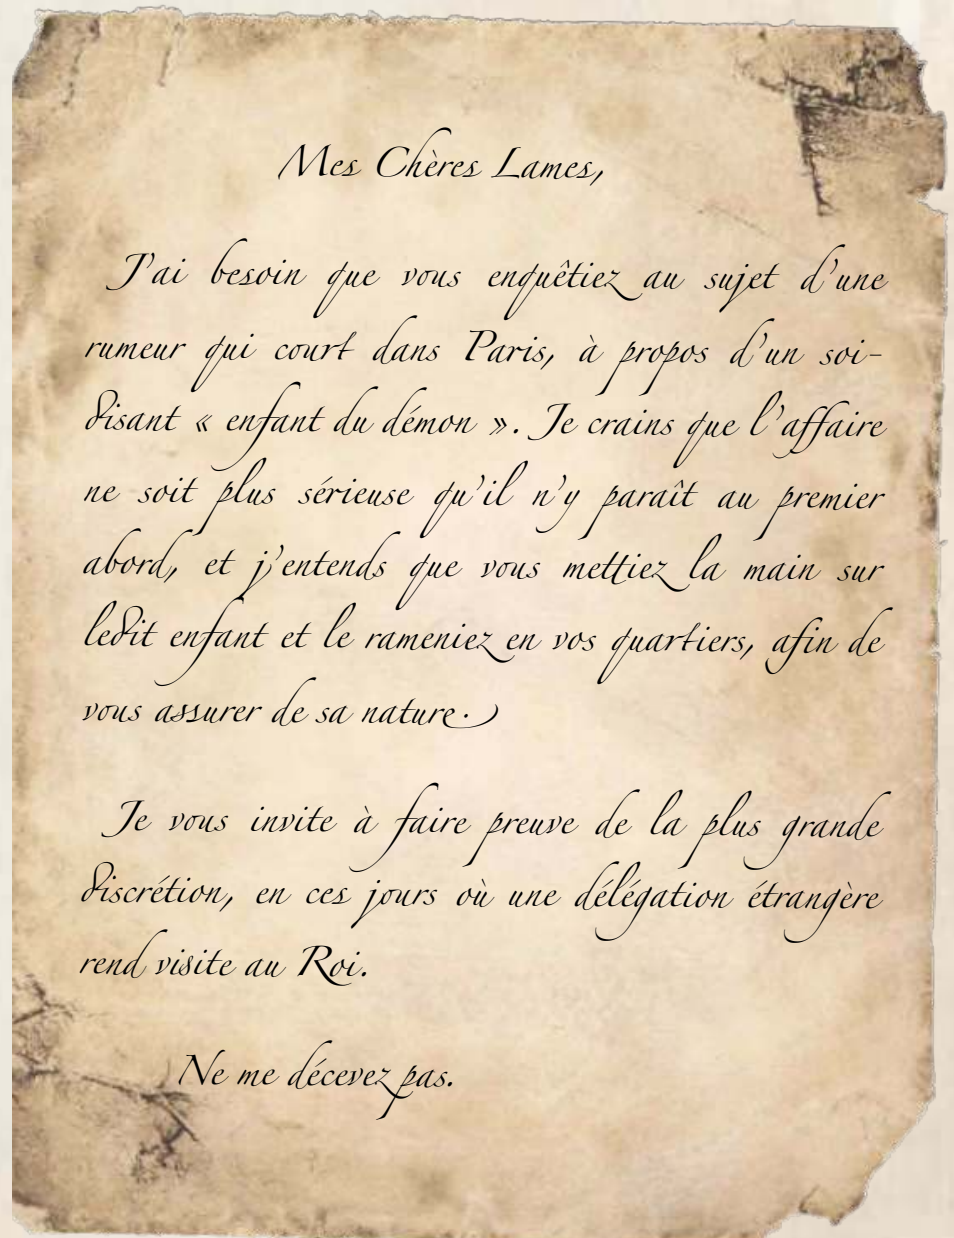 Mes Chères Lames,
J'ai besoin que vous enquêtiez au sujet d'une
rumeur qui court dans Paris, à propos d'un soi-
disant « enfant du démon ». Je crains que l'affaire
ne soit plus sérieuse qu'il n'y paraît au premier
abord, et j'entends que vous mettiez la main sur
ledit enfant et le rameniez en vos quartiers, afin de
vous assurer de sa nature.
Je vous invite à faire preuve de la plus grande
discrétion, en ces jours où une délégation étrangère
rend visite au Roi.
Ne me décevez pas.